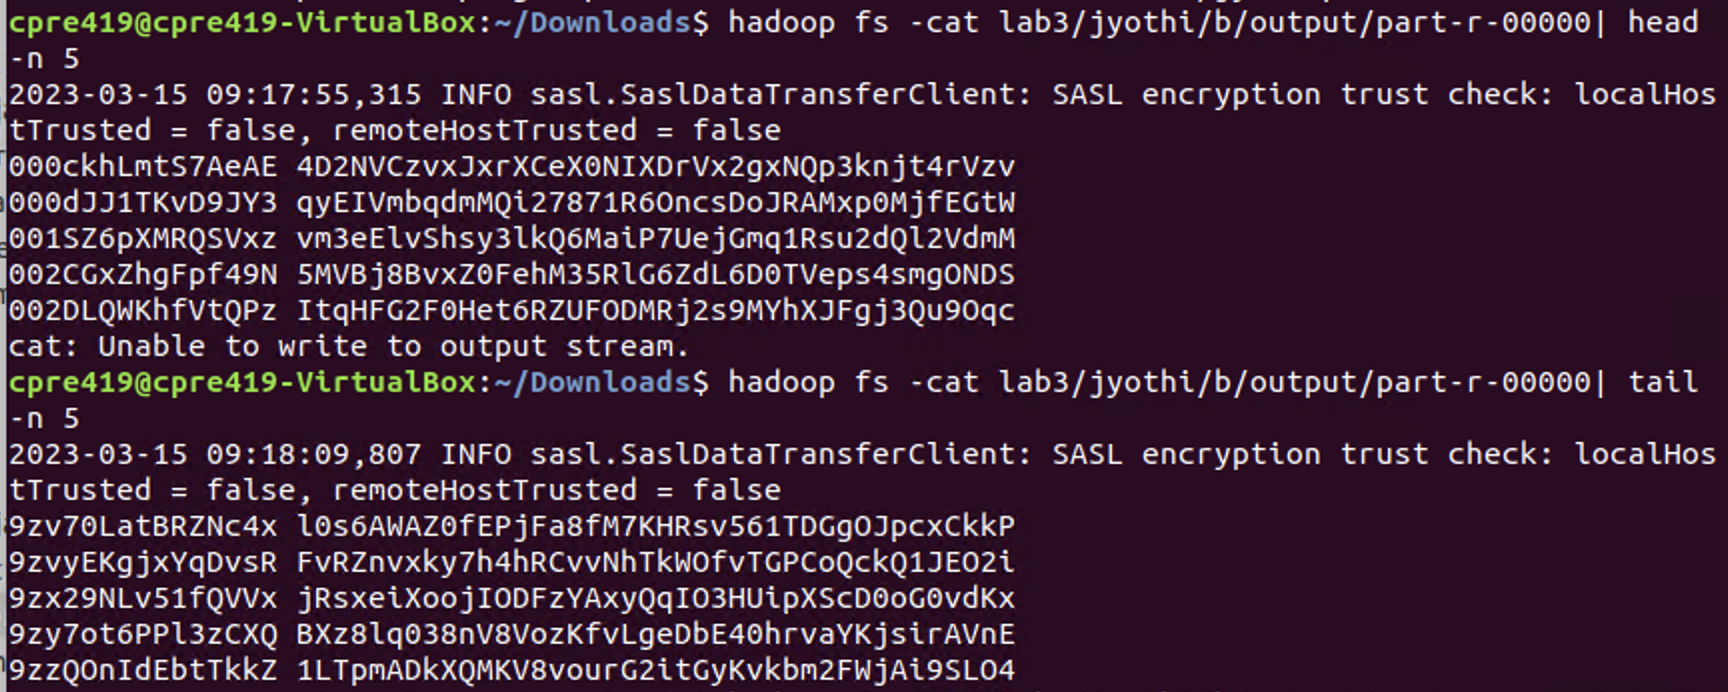 cpre419@cpre419-VirtualBox:~/Downloads$ hadoop fs -cat lab3/jyothi/b/output/part-r-00000| head
-n 5
2023-03-15 09:17:55,315 INFO sasl.SaslDataTransferClient: SASL encryption trust check: localHos
tTrusted = false, remoteHostTrusted = false
000ckhLmtS7AeAE 4D2NVCzvxJxrXCeX0NIXDrVx2gxNQp3knjt4rVzv
000dJJ1TKvD9JY3 qyEIVmbqdmMQi27871R6OncsDoJRAMxp0MjfEGtW
001SZ6pXMRQSVxz vm3eElvShsy3lkQ6MaiP7UejGmq1Rsu2dQl2VdmM
002CGxZhgFpf49N 5MVBj8BvxZ0FehM35RlG6ZdL6D0TVeps4smgONDS
002DLQWKhfVtQPz ItqHFG2F0Het6RZUFODMRj2s9MYhXJFgj3Qu9Oqc
cat: Unable to write to output stream.
cpre419@cpre419-VirtualBox:~/Downloads$ hadoop fs -cat lab3/jyothi/b/output/part-r-00000| tail
-n 5
2023-03-15 09:18:09,807 INFO sasl.SaslDataTransferClient: SASL encryption trust check: localHos
tTrusted = false, remoteHostTrusted = false
9zv70LatBRZNc4x l0s6AWAZ0fEPjFa8fM7KHRsv561TDGgOJpcxCkkP
9zvyEKgjxYqDvsR FvRZnvxky7h4hRCvvNhTkWOfvTGPCoQckQ1JEO2i
9zx29NLv51fQVVx jRsxeiXoojIODFzYAxyQqIO3HUipXScD0oG0vdKx
9zy7ot6PPl3zCXQ BXz8lq038nV8VozKfvLgeDbE40hrvaYKjsirAVnE
9zzQOnIdEbtTkkZ 1LTpmADkXQMKV8vourG2itGyKvkbm2FWjAi9SLO4